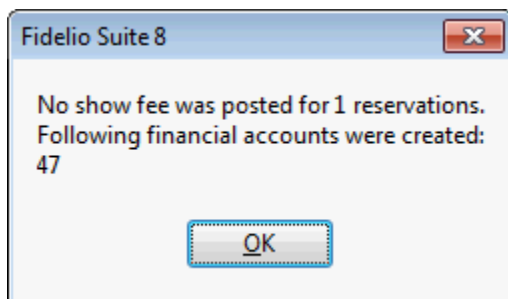 Fidelio Suite 8
No show fee was posted for 1 reservations.
Following financial accounts were created:
47
OK